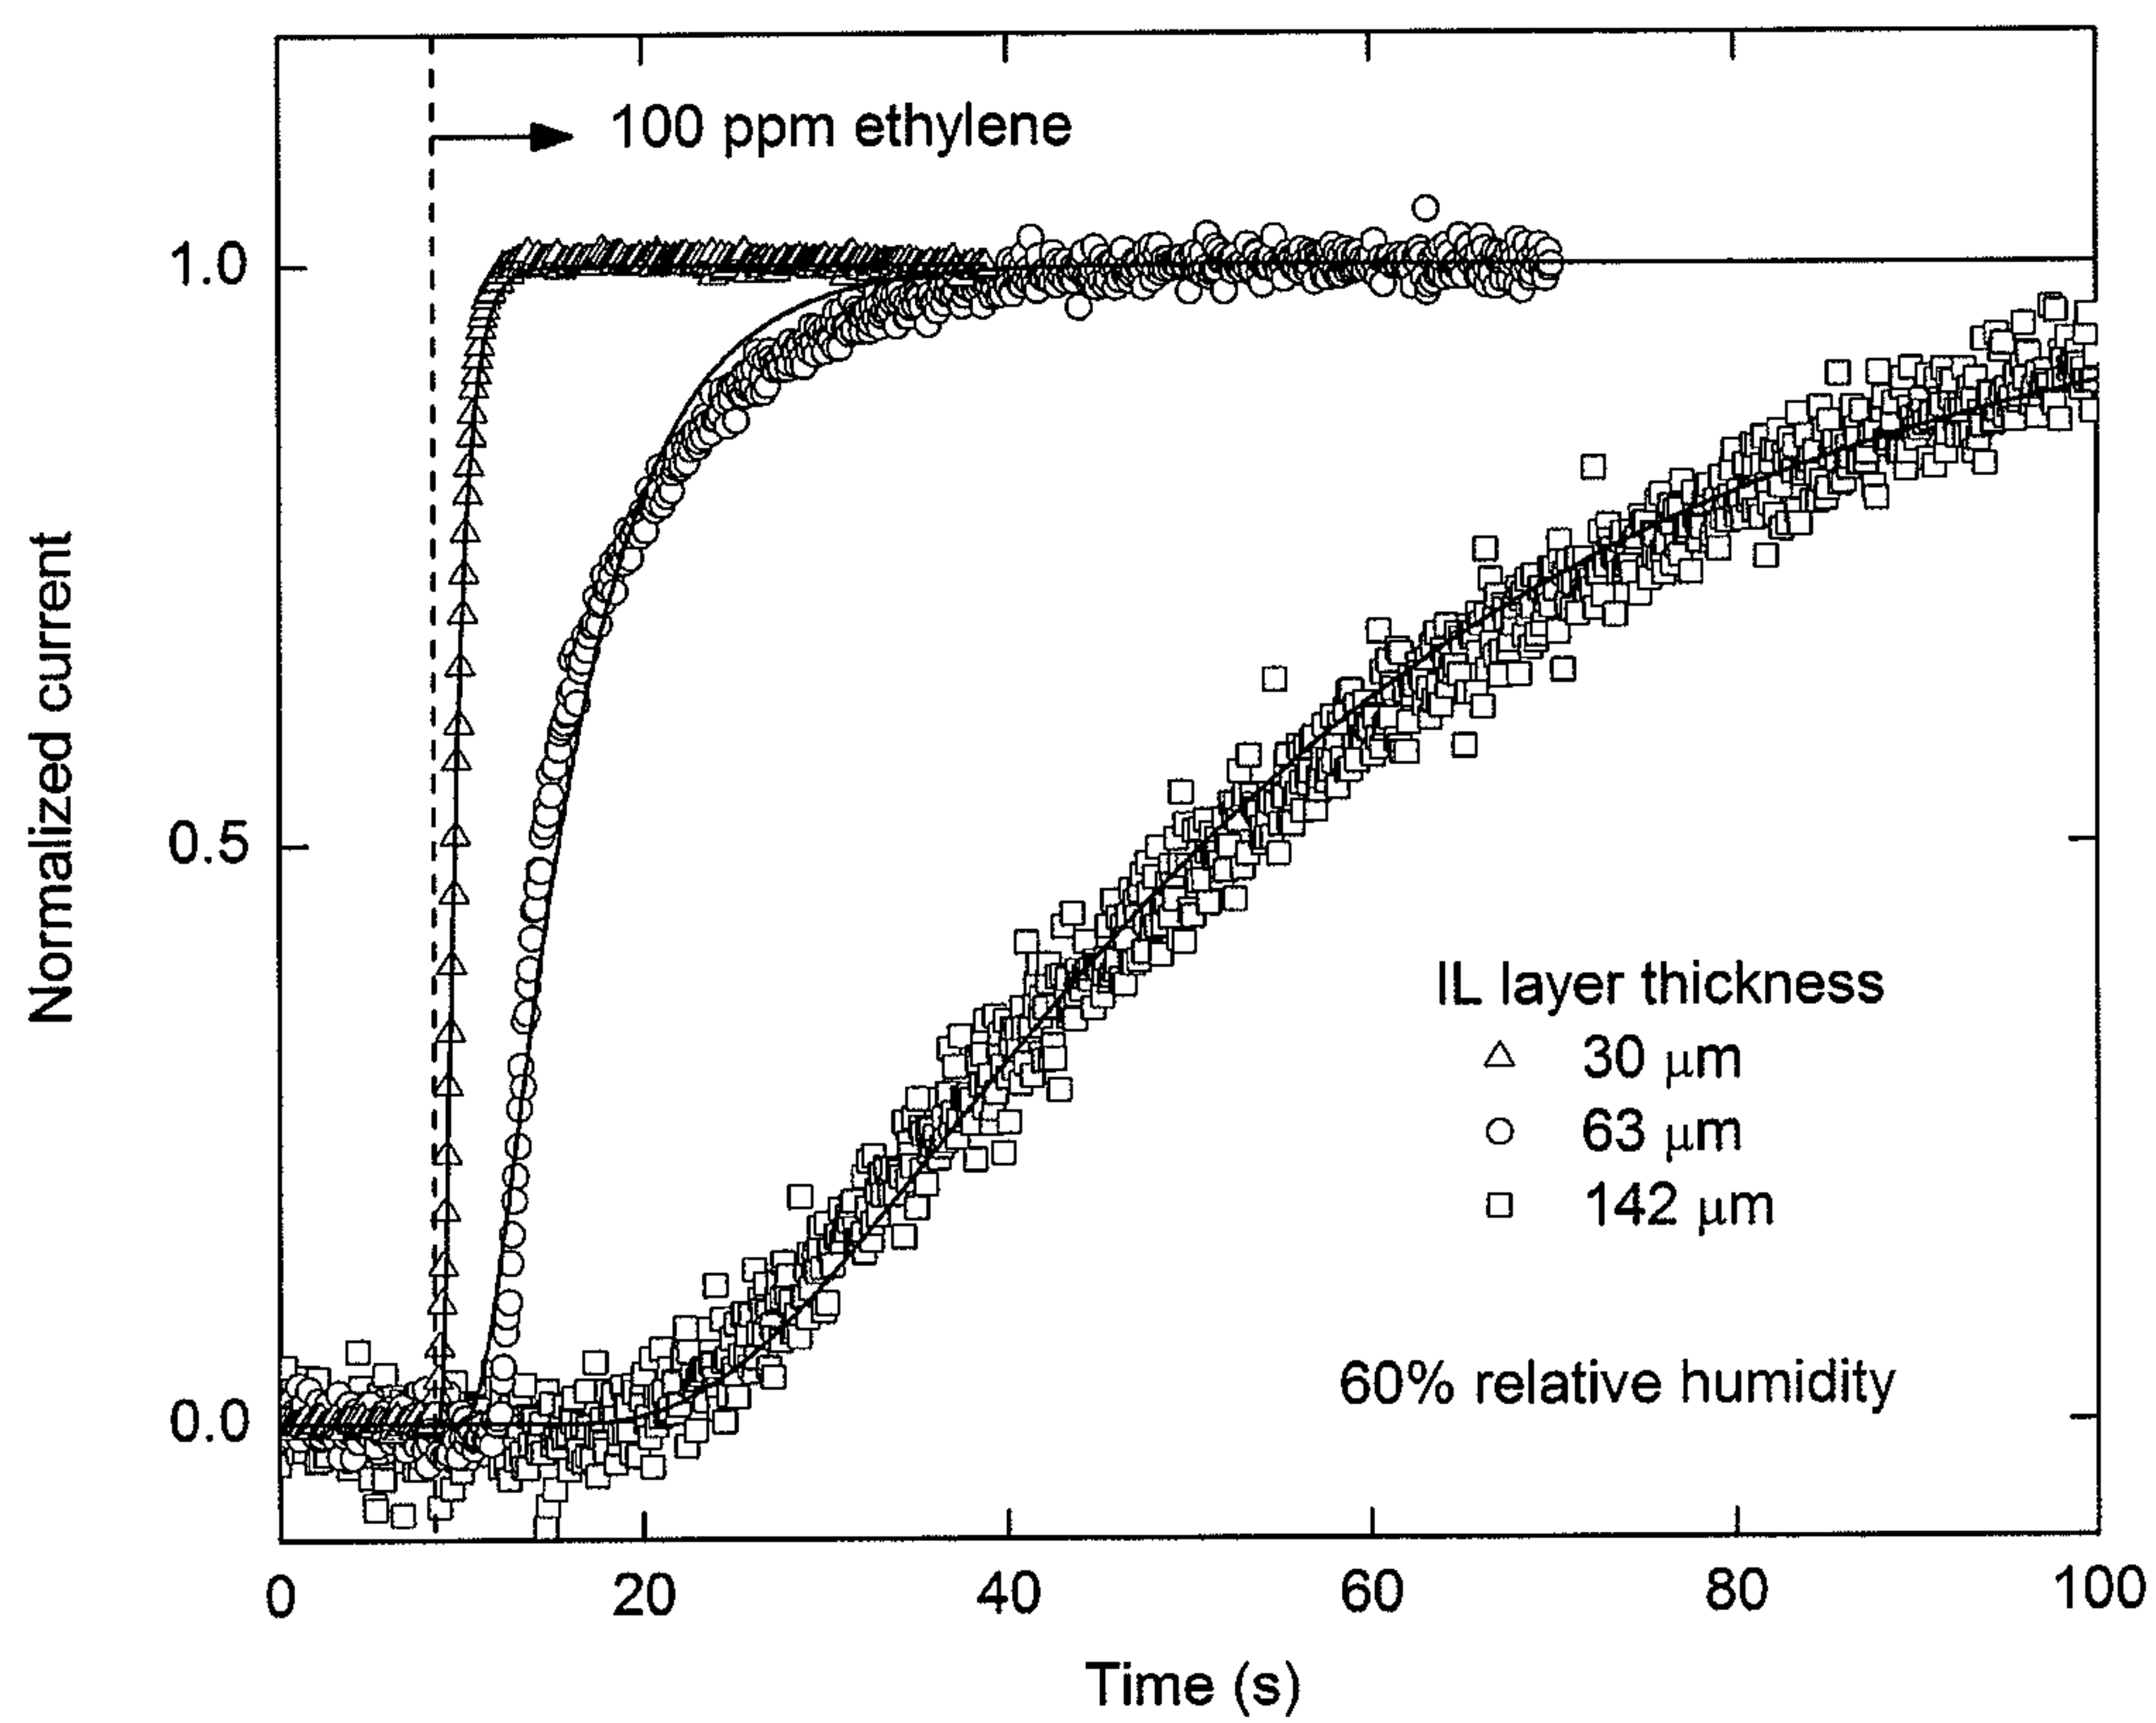 100 ppm ethylene
1.0
0.5
0.0
Normalized current
IL layer thickness
30 μm
63 μm
142 μm
60% relative humidity
0 20 40 60 80 100
Time (s)